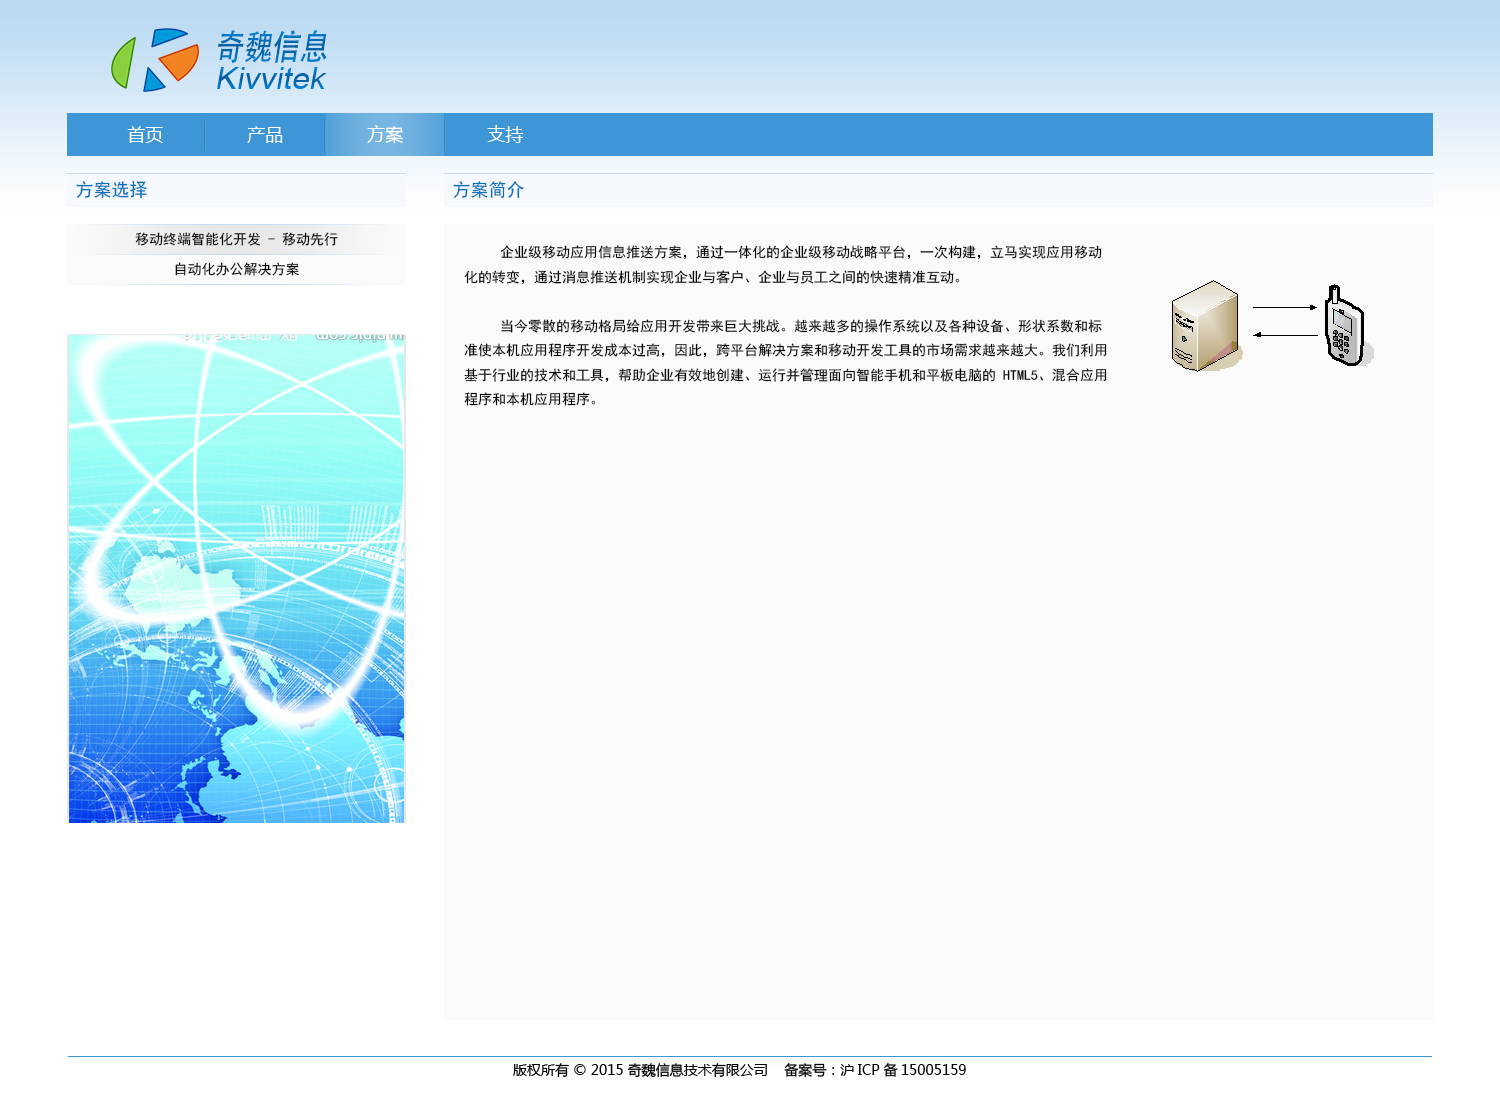 奇魏信息
Kivvitek
首页 产品 方案 支持
方案选择
移动终端智能化开发 - 移动先行
自动化办公解决方案
方案简介
企业级移动应用信息推送方案，通过一体化的企业级移动战略平台，一次构建，立马实现应用移动
化的转变，通过消息推送机制实现企业与客户、企业与员工之间的快速精准互动。
当今零散的移动格局给应用开发带来巨大挑战。越来越多的操作系统以及各种设备、形状系数和标
准使本机应用程序开发成本过高，因此，跨平台解决方案和移动开发工具的市场需求越来越大。我们利用
基于行业的技术和工具，帮助企业有效地创建、运行并管理面向智能手机和平板电脑的 HTML5、混合应用
程序和本机应用程序。
版权所有 © 2015 奇魏信息技术有限公司 备案号：沪 ICP 备 15005159